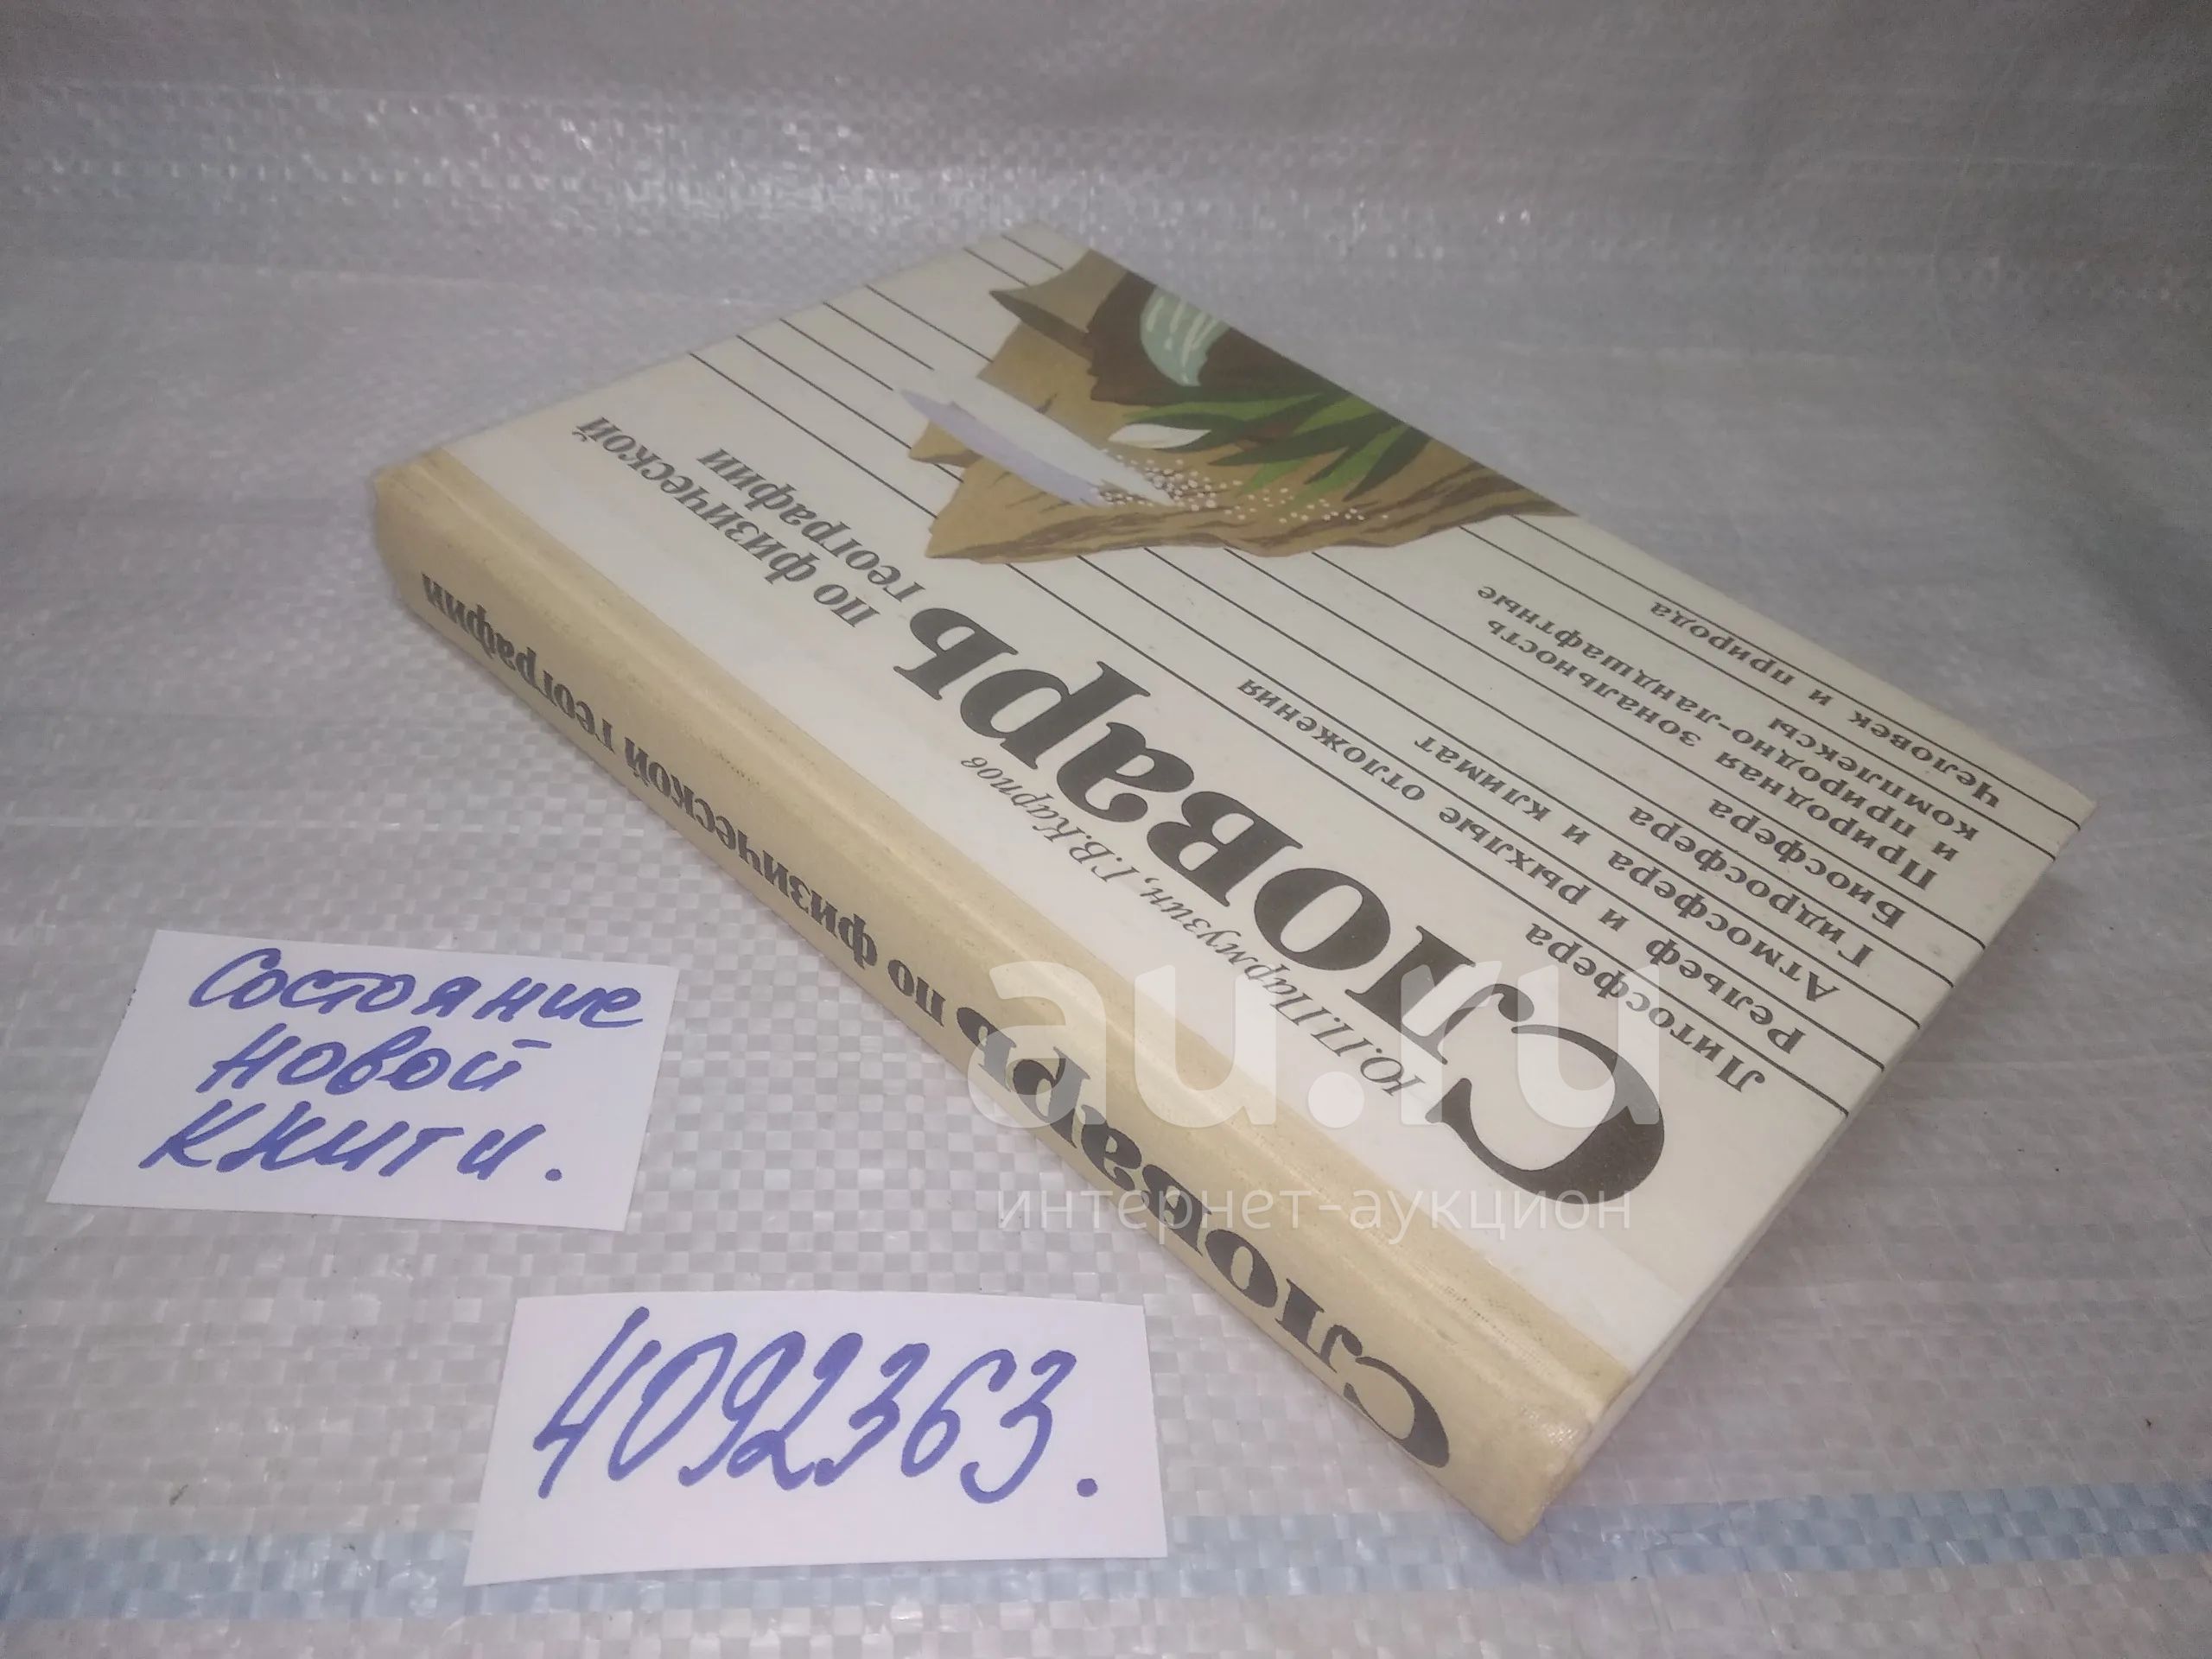 Ю.П.Пармузин, Г.В.Карпов
Словарь
по физической
географии
Литосфера
Рельеф и рыхлые отложения
Атмосфера и климат
Гидросфера
Биосфера
Природная зональность
и природно-ландшафтные
комплексы
Человек и природа
Словарь по физической географии
Состояние
новой
книги.
4092363.
au.ru
интернет-аукцион